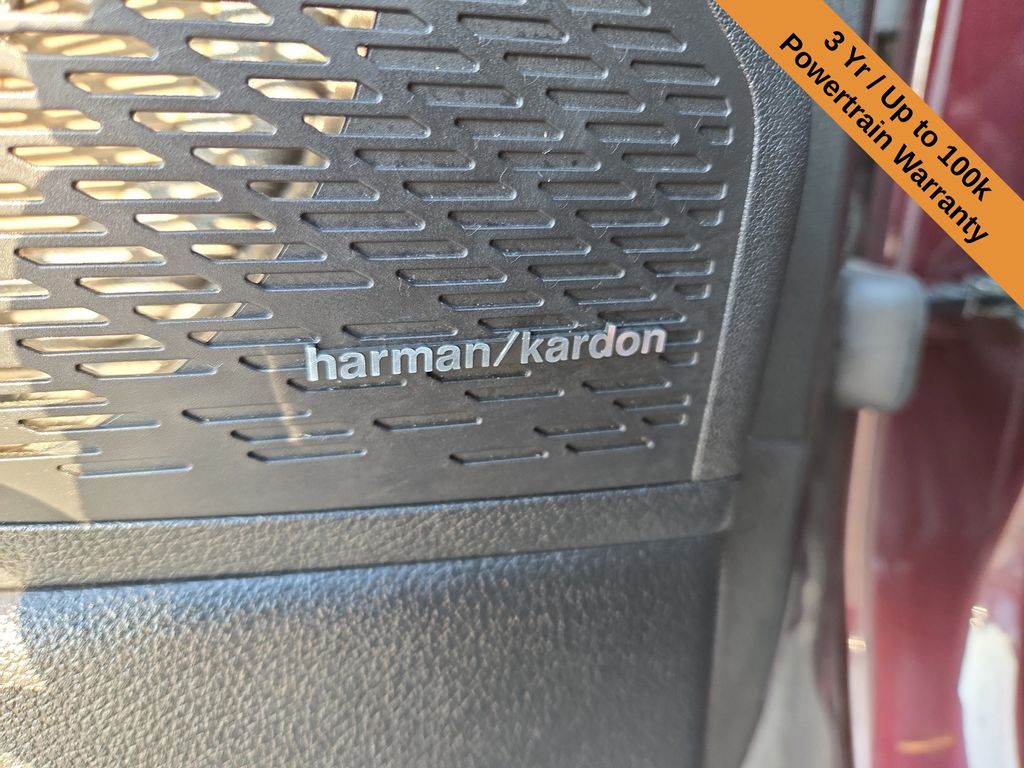 3 Yr / Up to 100k
Powertrain Warranty
harman/kardon